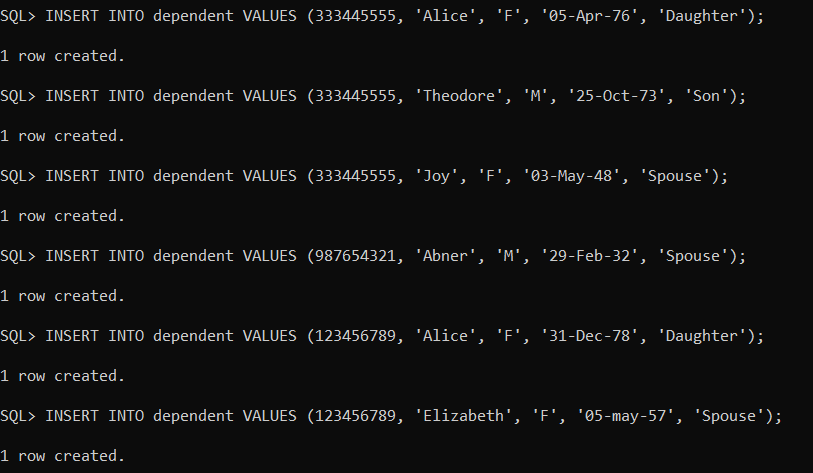 SQL> INSERT INTO dependent VALUES (333445555, 'Alice', 'F', '05-Apr-76', 'Daughter');
1 row created.
SQL> INSERT INTO dependent VALUES (333445555, 'Theodore', 'M', '25-Oct-73', 'Son');
1 row created.
SQL> INSERT INTO dependent VALUES (333445555, 'Joy', 'F', '03-May-48', 'Spouse');
1 row created.
SQL> INSERT INTO dependent VALUES (987654321, 'Abner', 'M', '29-Feb-32', 'Spouse');
1 row created.
SQL> INSERT INTO dependent VALUES (123456789, 'Alice', 'F', '31-Dec-78', 'Daughter');
1 row created.
SQL> INSERT INTO dependent VALUES (123456789, 'Elizabeth', 'F', '05-may-57', 'Spouse');
1 row created.